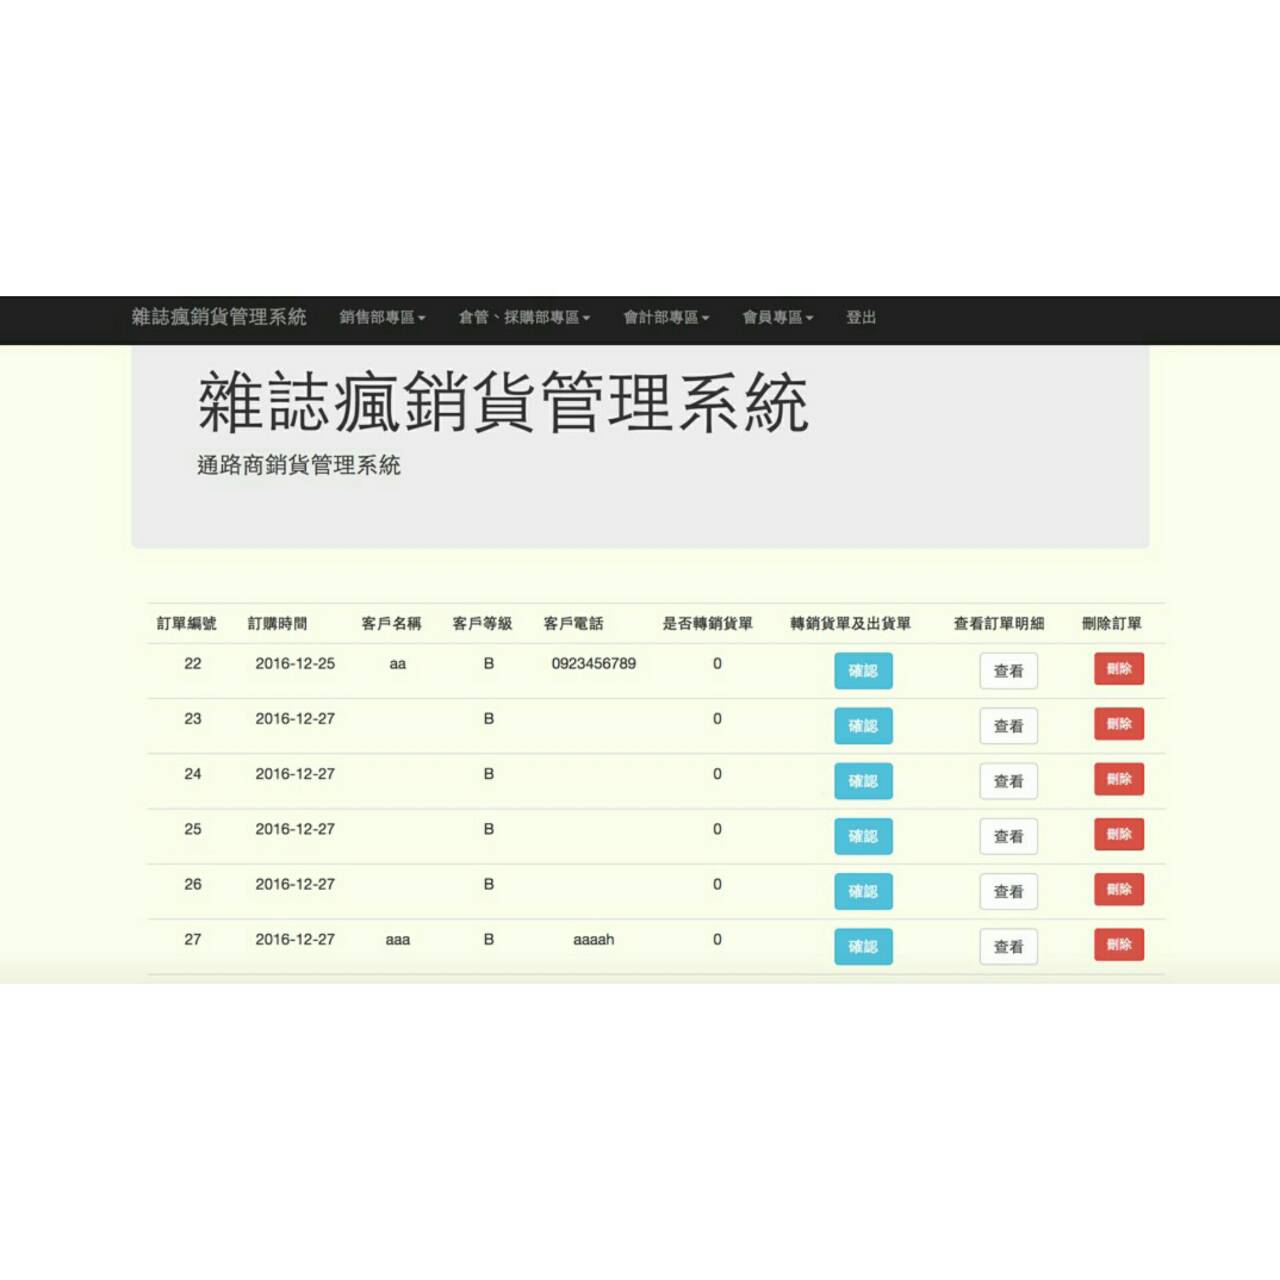 雜誌瘋銷貨管理系統 銷售部專區 倉管、採購部專區 會計部專區 會員專區 登出
雜誌瘋銷貨管理系統
通路商銷貨管理系統
訂單編號 訂購時間 客戶名稱 客戶等級 客戶電話 是否轉銷貨單 轉銷貨單及出貨單 查看訂單明細 刪除訂單
22 2016-12-25 aa B 0923456789 0 確認 查看 刪除
23 2016-12-27 B 0 確認 查看 刪除
24 2016-12-27 B 0 確認 查看 刪除
25 2016-12-27 B 0 確認 查看 刪除
26 2016-12-27 B 0 確認 查看 刪除
27 2016-12-27 aaa B aaaah 0 確認 查看 刪除